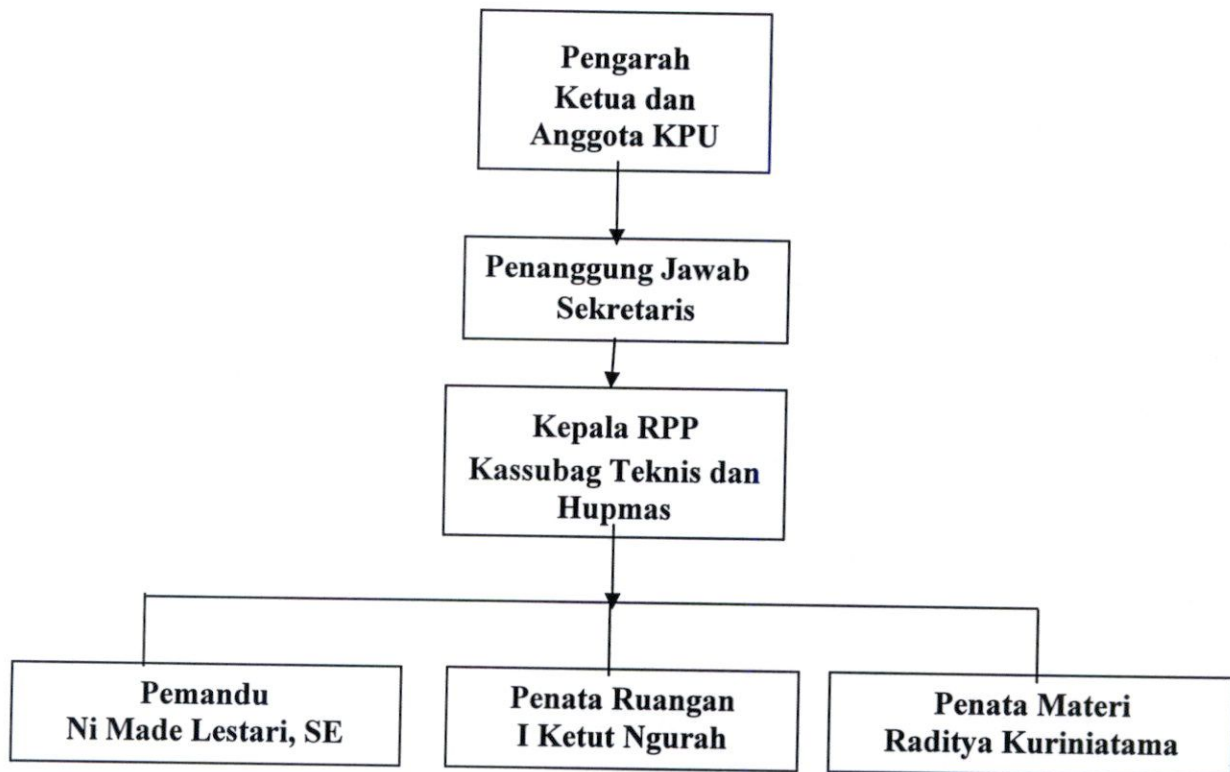 Pengarah
Ketua dan
Anggota KPU
Penanggung Jawab
Sekretaris
Kepala RPP
Kassubag Teknis dan
Hupmas
Pemandu
Ni Made Lestari, SE
Penata Ruangan
I Ketut Ngurah
Penata Materi
Raditya Kuriniatama